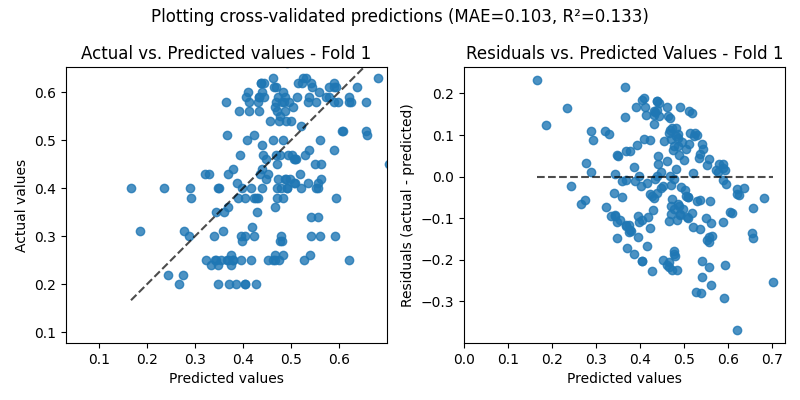 Plotting cross-validated predictions (MAE=0.103, R²=0.133)
Actual vs. Predicted values - Fold 1
Actual values
0.6
0.5
0.4
0.3
0.2
0.1
0.1 0.2 0.3 0.4 0.5 0.6
Predicted values
Residuals vs. Predicted Values - Fold 1
Residuals (actual - predicted)
0.2
0.1
0.0
−0.1
−0.2
−0.3
0.0 0.1 0.2 0.3 0.4 0.5 0.6 0.7
Predicted values